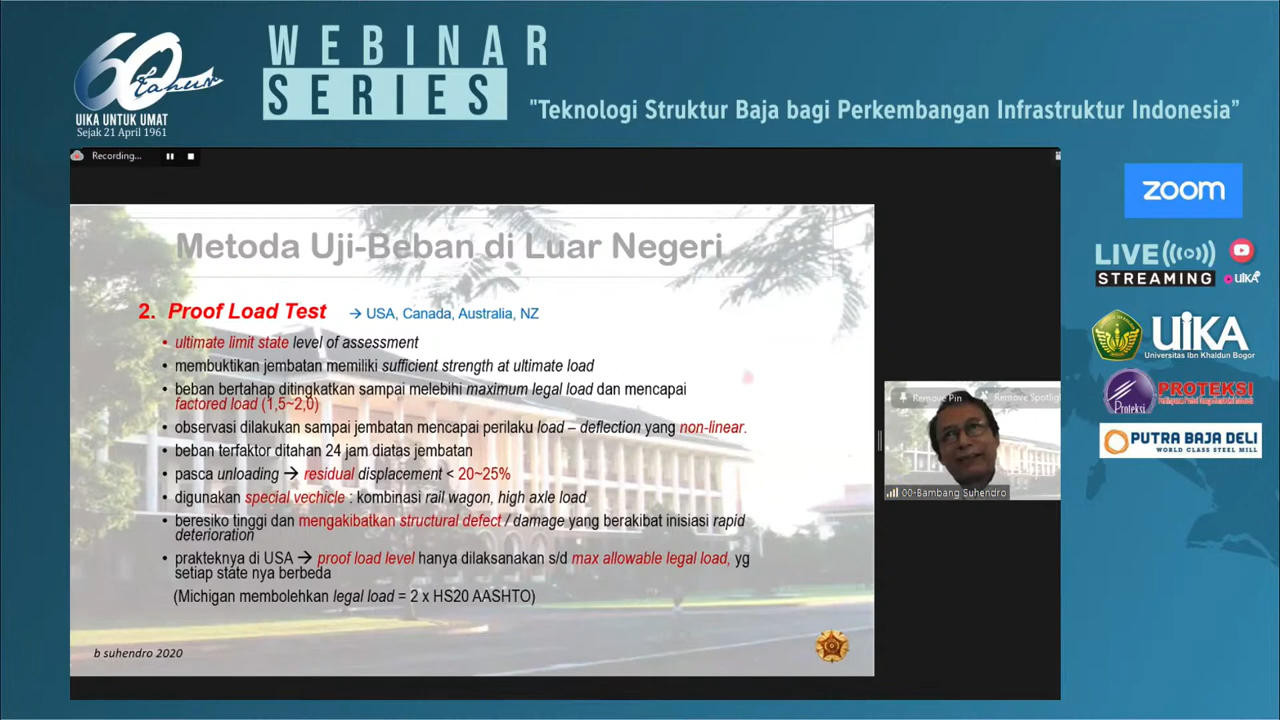 60
tahun
UIKA UNTUK UMAT
Sejak 21 April 1961
WEBINAR
SERIES
"Teknologi Struktur Baja bagi Perkembangan Infrastruktur Indonesia”
Recording...
Metoda Uji-Beban di Luar Negeri
2. Proof Load Test → USA, Canada, Australia, NZ
• ultimate limit state level of assessment
• membuktikan jembatan memiliki sufficient strength at ultimate load
• beban bertahap ditingkatkan sampai melebihi maximum legal load dan mencapai
factored load (1,5~2,0)
• observasi dilakukan sampai jembatan mencapai perilaku load – deflection yang non-linear.
• beban terfaktor ditahan 24 jam diatas jembatan
• pasca unloading → residual displacement < 20~25%
• digunakan special vechicle : kombinasi rail wagon, high axle load
• beresiko tinggi dan mengakibatkan structural defect / damage yang berakibat inisiasi rapid
deterioration
• prakteknya di USA → proof load level hanya dilaksanakan s/d max allowable legal load, yg
setiap state nya berbeda
(Michigan membolehkan legal load = 2 x HS20 AASHTO)
b suhendro 2020
Remove Pin
Remove Spotlig
00-Bambang Suhendro
zoom
LIVE
STREAMING
UIKA
UIKA
Universitas Ibn Khaldun Bogor
Proteksi
PROTEKSI
PUTRA BAJA DELI
WORLD CLASS STEEL MILL